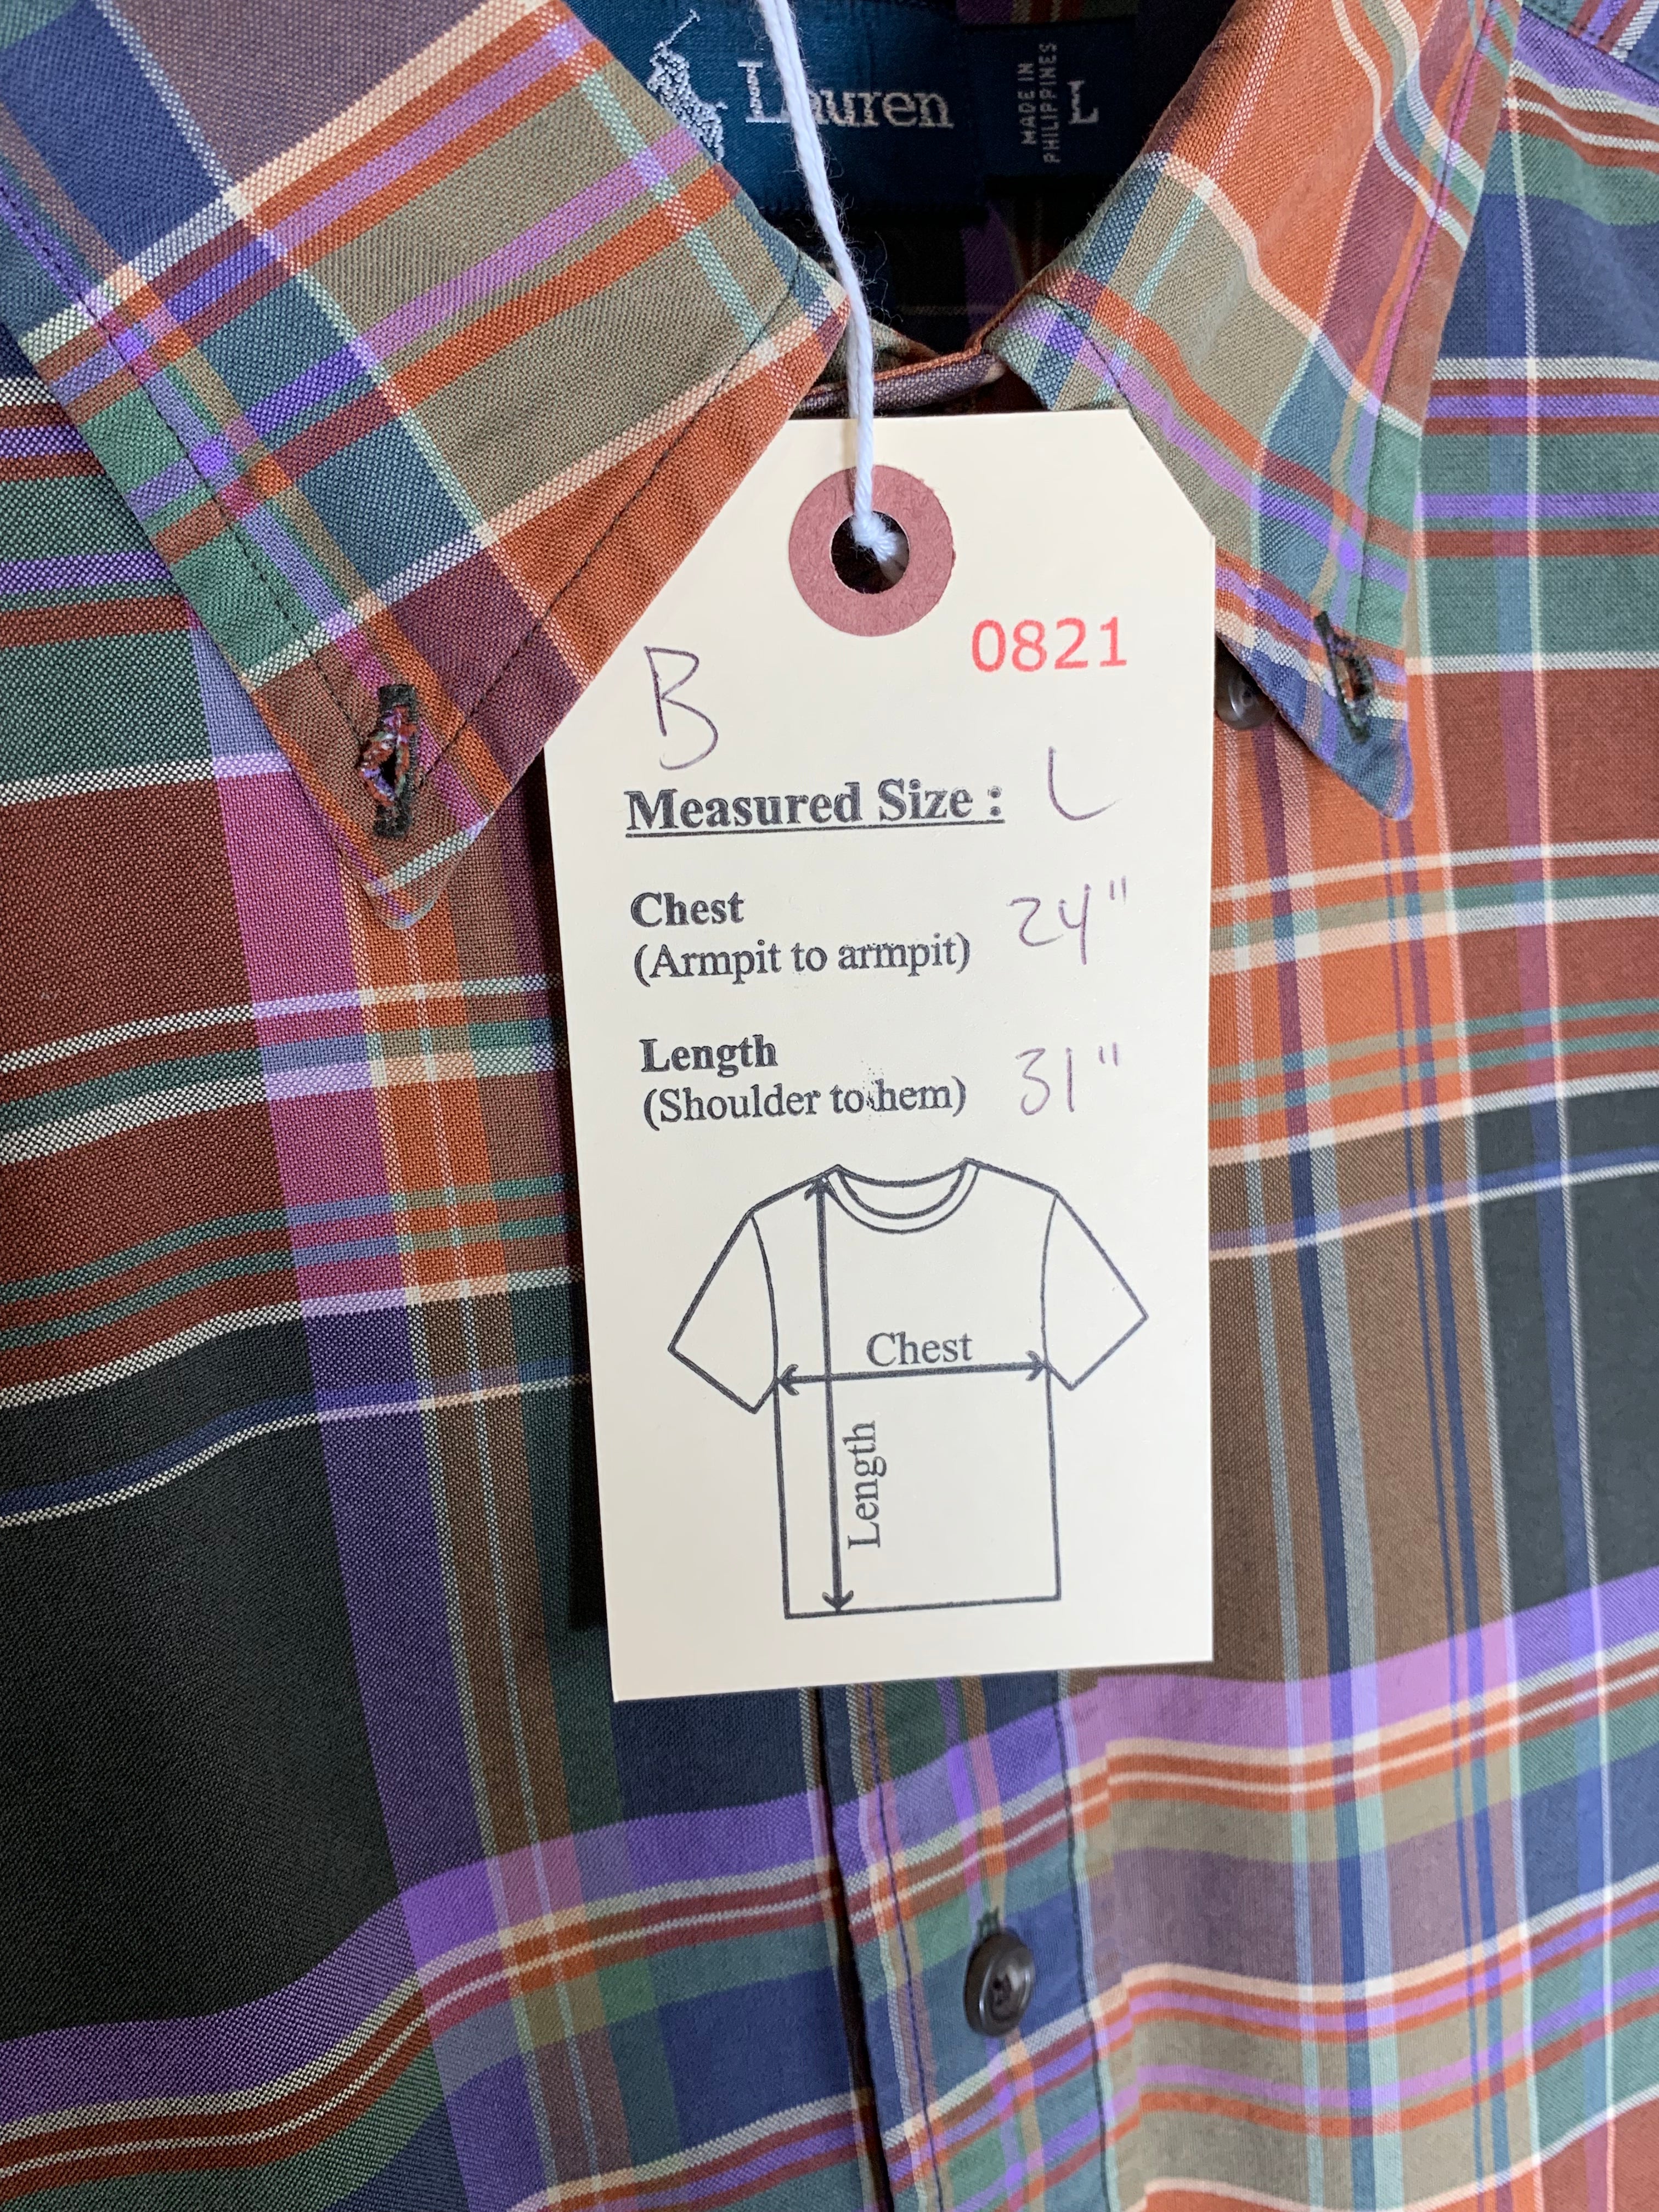 Lauren
MADE IN
PHILIPPINES
L
0821
B
Measured Size : L
Chest
(Armpit to armpit) 24"
Length
(Shoulder to hem) 31"
Chest
Length